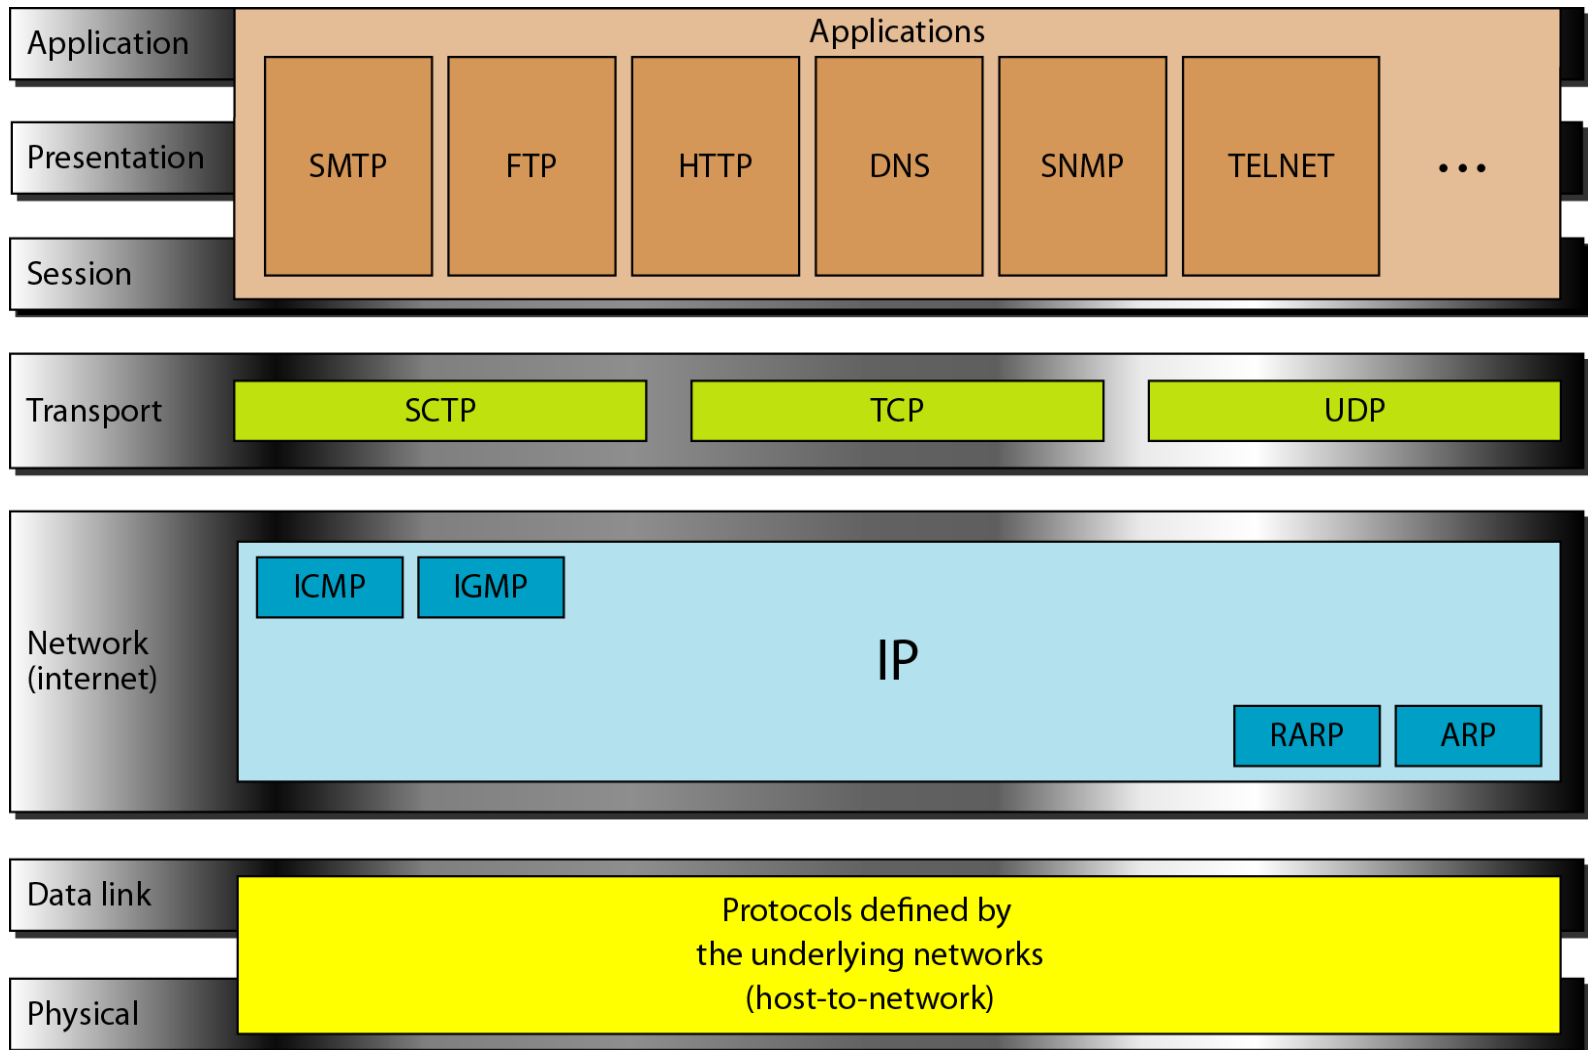 Application
Applications
Presentation
SMTP
FTP
HTTP
DNS
SNMP
TELNET
...
Session
Transport
SCTP
TCP
UDP
Network
(internet)
ICMP
IGMP
IP
RARP
ARP
Data link
Protocols defined by
the underlying networks
(host-to-network)
Physical